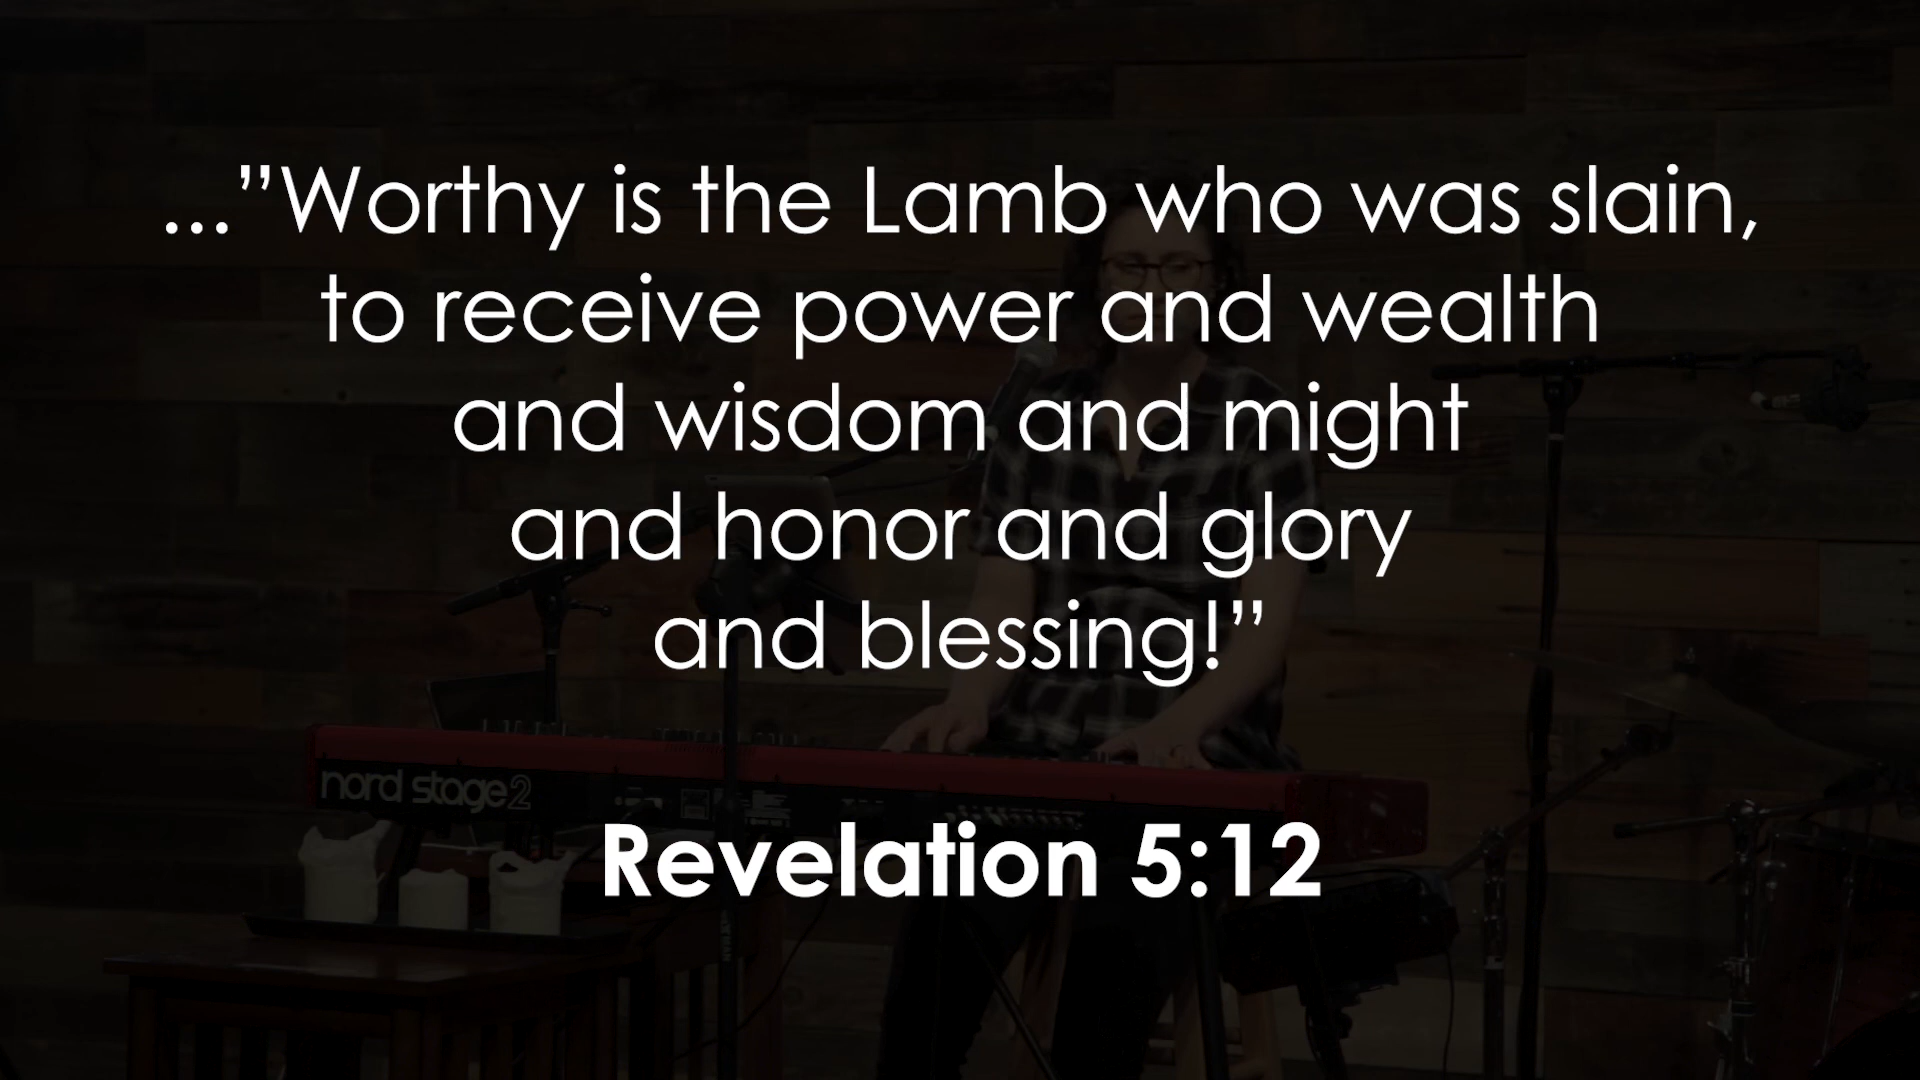 ...”Worthy is the Lamb who was slain,
to receive power and wealth
and wisdom and might
and honor and glory
and blessing!”
nord stage2
Revelation 5:12